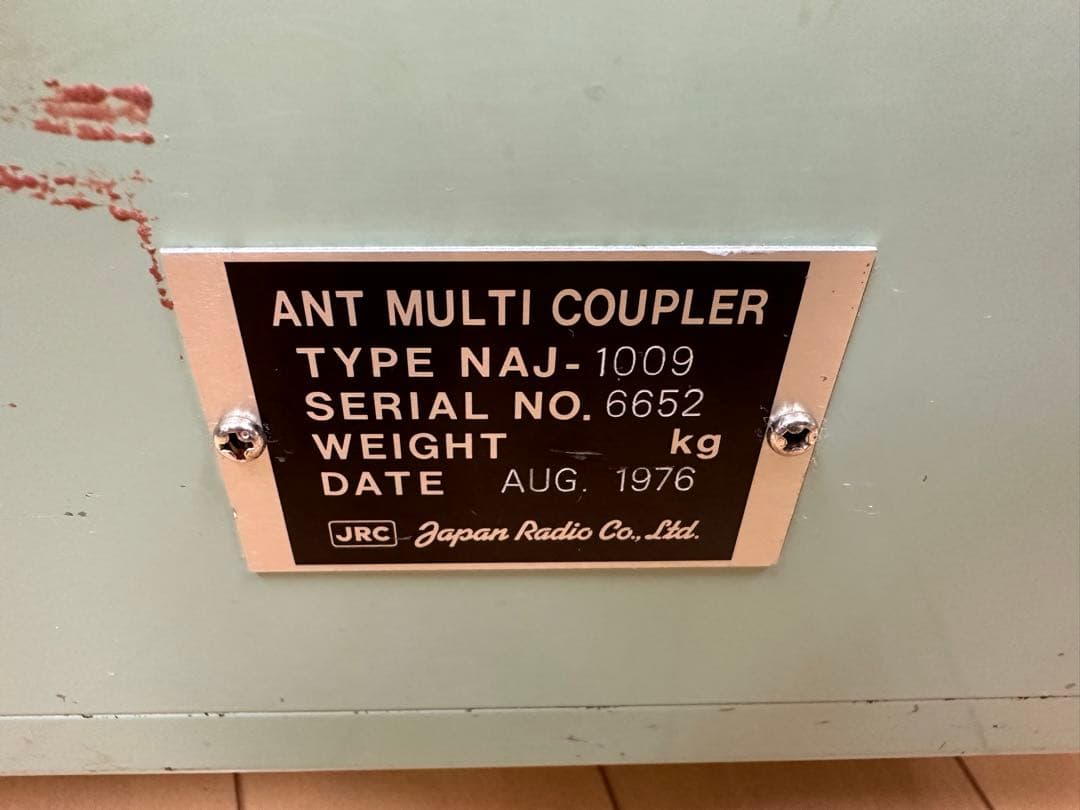 ANT MULTI COUPLER
TYPE NAJ-1009
SERIAL NO. 6652
WEIGHT — kg
DATE AUG. 1976
JRC Japan Radio Co., Ltd.